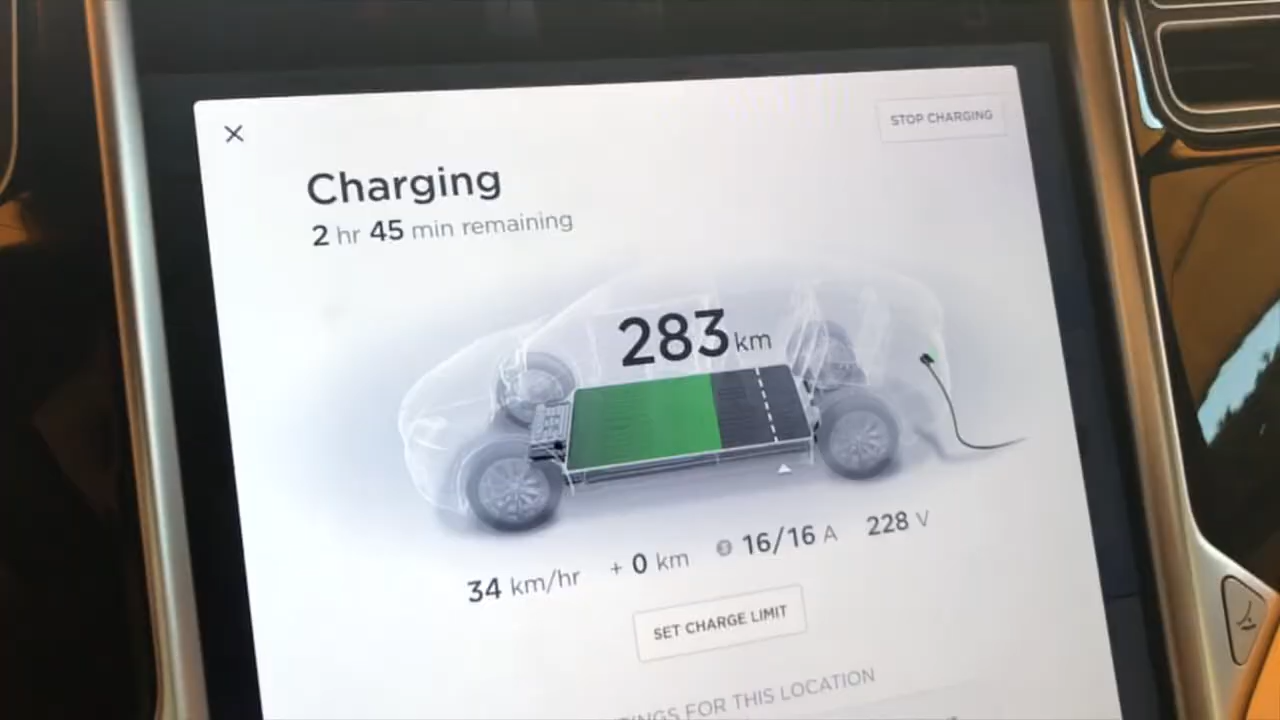 STOP CHARGING
Charging
2 hr 45 min remaining
283 km
34 km/hr + 0 km 16/16 A 228 V
SET CHARGE LIMIT
FOR THIS LOCATION